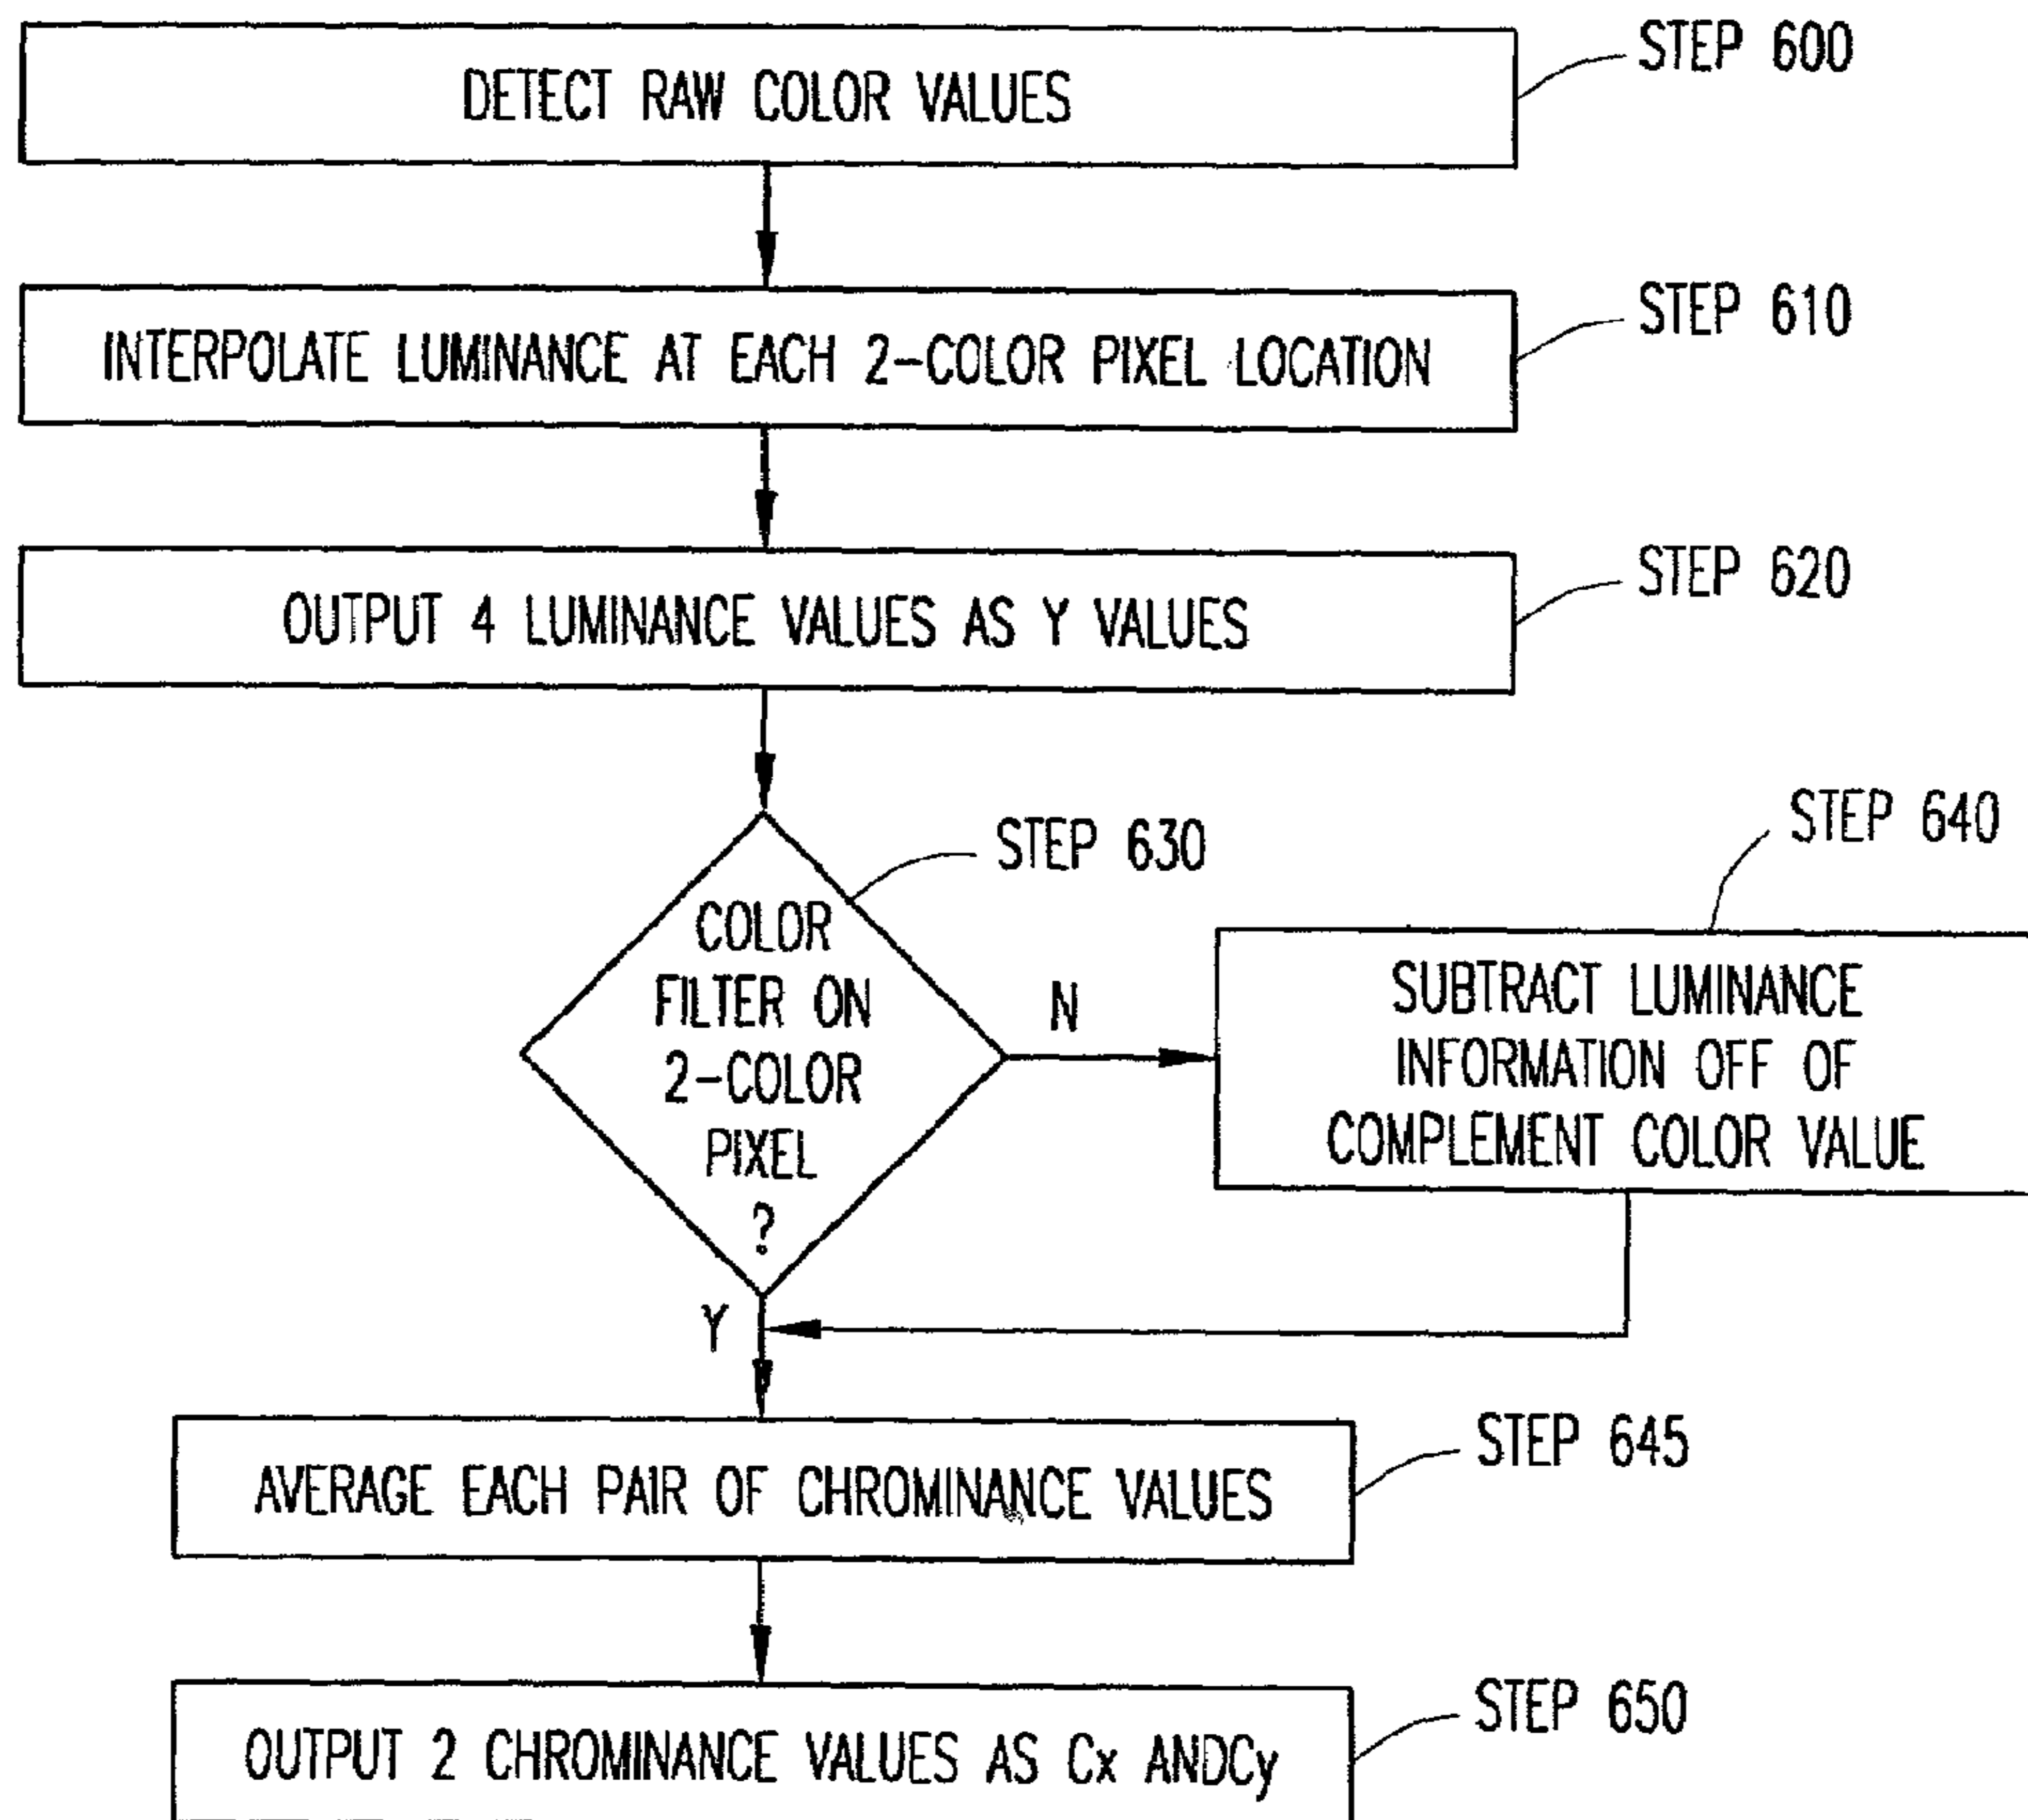 STEP 600
DETECT RAW COLOR VALUES
STEP 610
INTERPOLATE LUMINANCE AT EACH 2-COLOR PIXEL LOCATION
STEP 620
OUTPUT 4 LUMINANCE VALUES AS Y VALUES
STEP 630
COLOR
FILTER ON
2-COLOR
PIXEL
?
N
STEP 640
SUBTRACT LUMINANCE
INFORMATION OFF OF
COMPLEMENT COLOR VALUE
Y
STEP 645
AVERAGE EACH PAIR OF CHROMINANCE VALUES
STEP 650
OUTPUT 2 CHROMINANCE VALUES AS Cx ANDCy